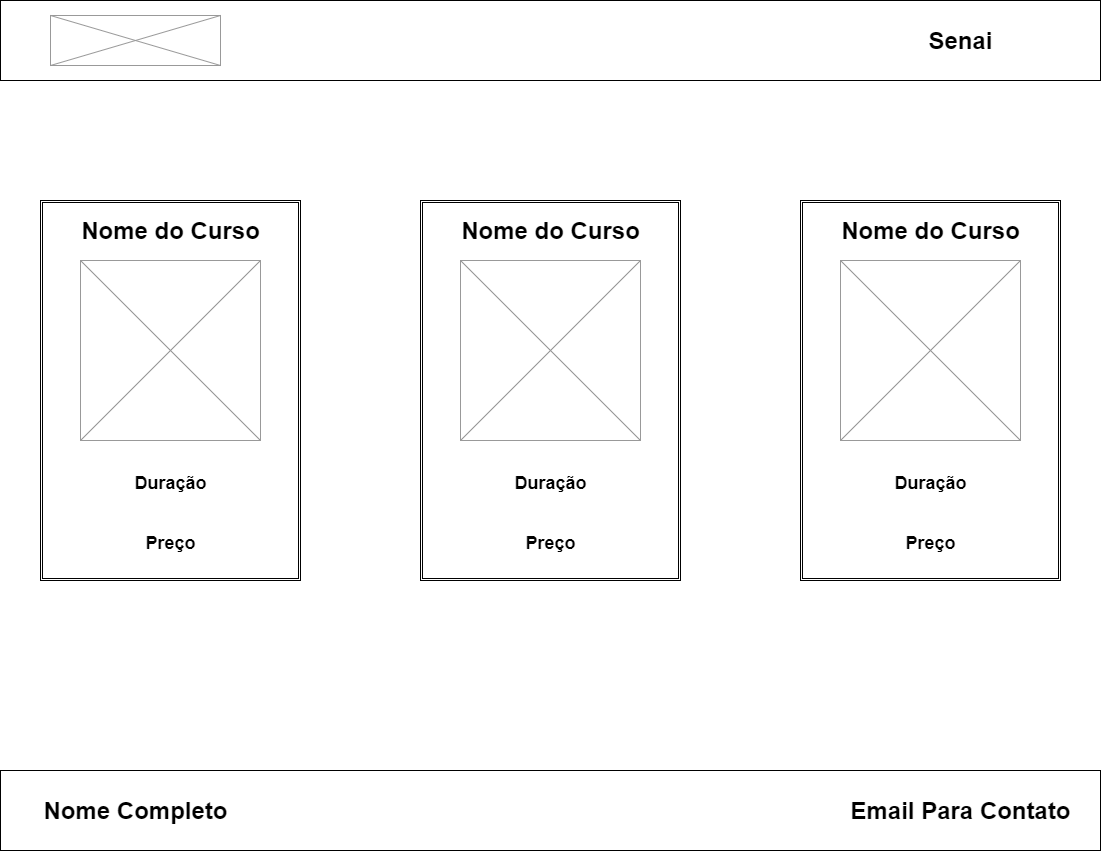 Senai
Nome do Curso
Duração
Preço
Nome do Curso
Duração
Preço
Nome do Curso
Duração
Preço
Nome Completo
Email Para Contato